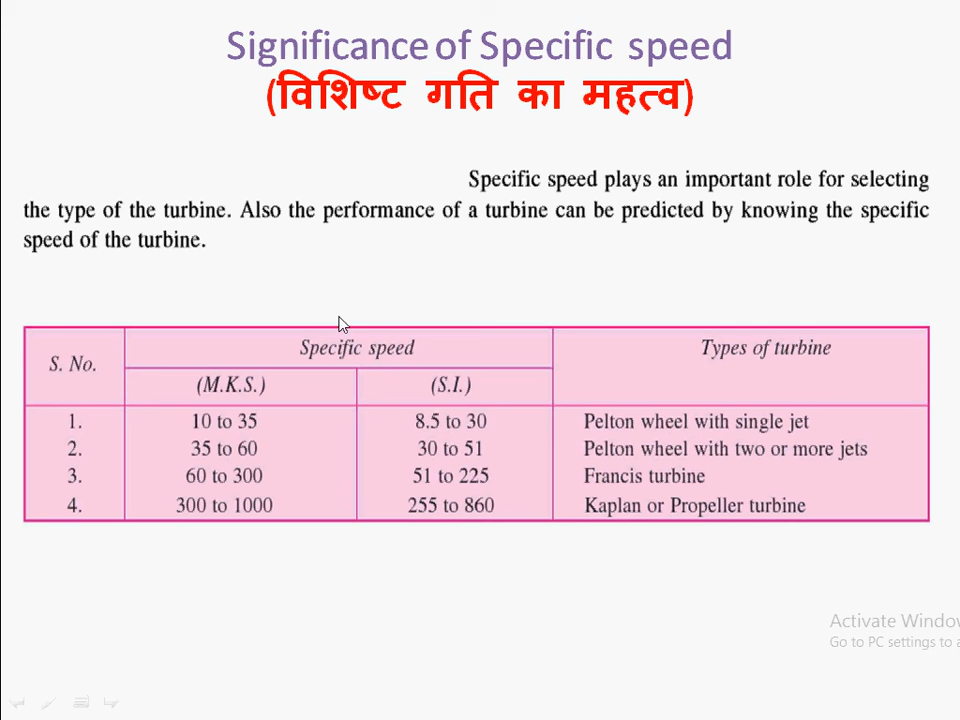 Significance of Specific speed
(विशिष्ट गति का महत्व)
Specific speed plays an important role for selecting
the type of the turbine. Also the performance of a turbine can be predicted by knowing the specific
speed of the turbine.
S. No. Specific speed Types of turbine
(M.K.S.) (S.I.)
1. 10 to 35 8.5 to 30 Pelton wheel with single jet
2. 35 to 60 30 to 51 Pelton wheel with two or more jets
3. 60 to 300 51 to 225 Francis turbine
4. 300 to 1000 255 to 860 Kaplan or Propeller turbine
Activate Window
Go to PC settings to a